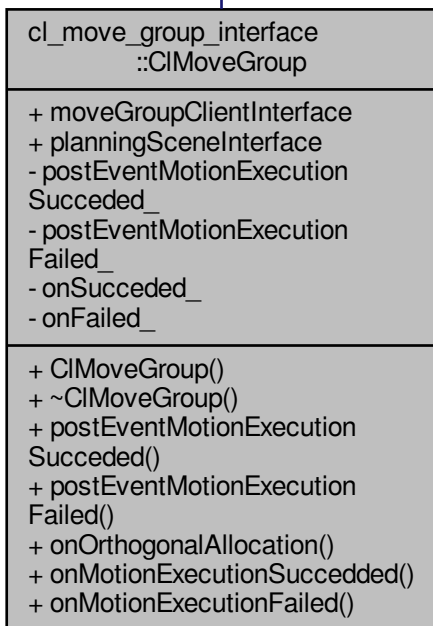 cl_move_group_interface
::ClMoveGroup
+ moveGroupClientInterface
+ planningSceneInterface
- postEventMotionExecution
Succeded_
- postEventMotionExecution
Failed_
- onSucceded_
- onFailed_
+ ClMoveGroup()
+ ~ClMoveGroup()
+ postEventMotionExecution
Succeded()
+ postEventMotionExecution
Failed()
+ onOrthogonalAllocation()
+ onMotionExecutionSuccedded()
+ onMotionExecutionFailed()